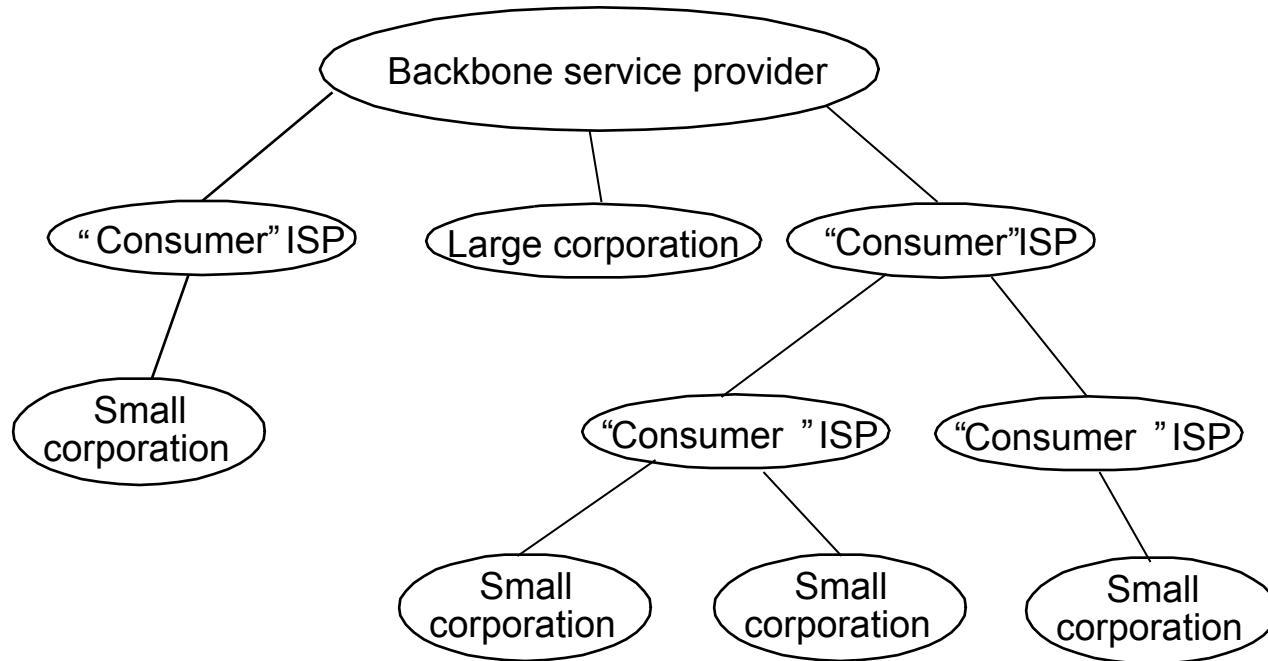 Backbone service provider
“ Consumer” ISP
Large corporation
“Consumer”ISP
Small
corporation
“Consumer ” ISP
“Consumer ” ISP
Small
corporation
Small
corporation
Small
corporation